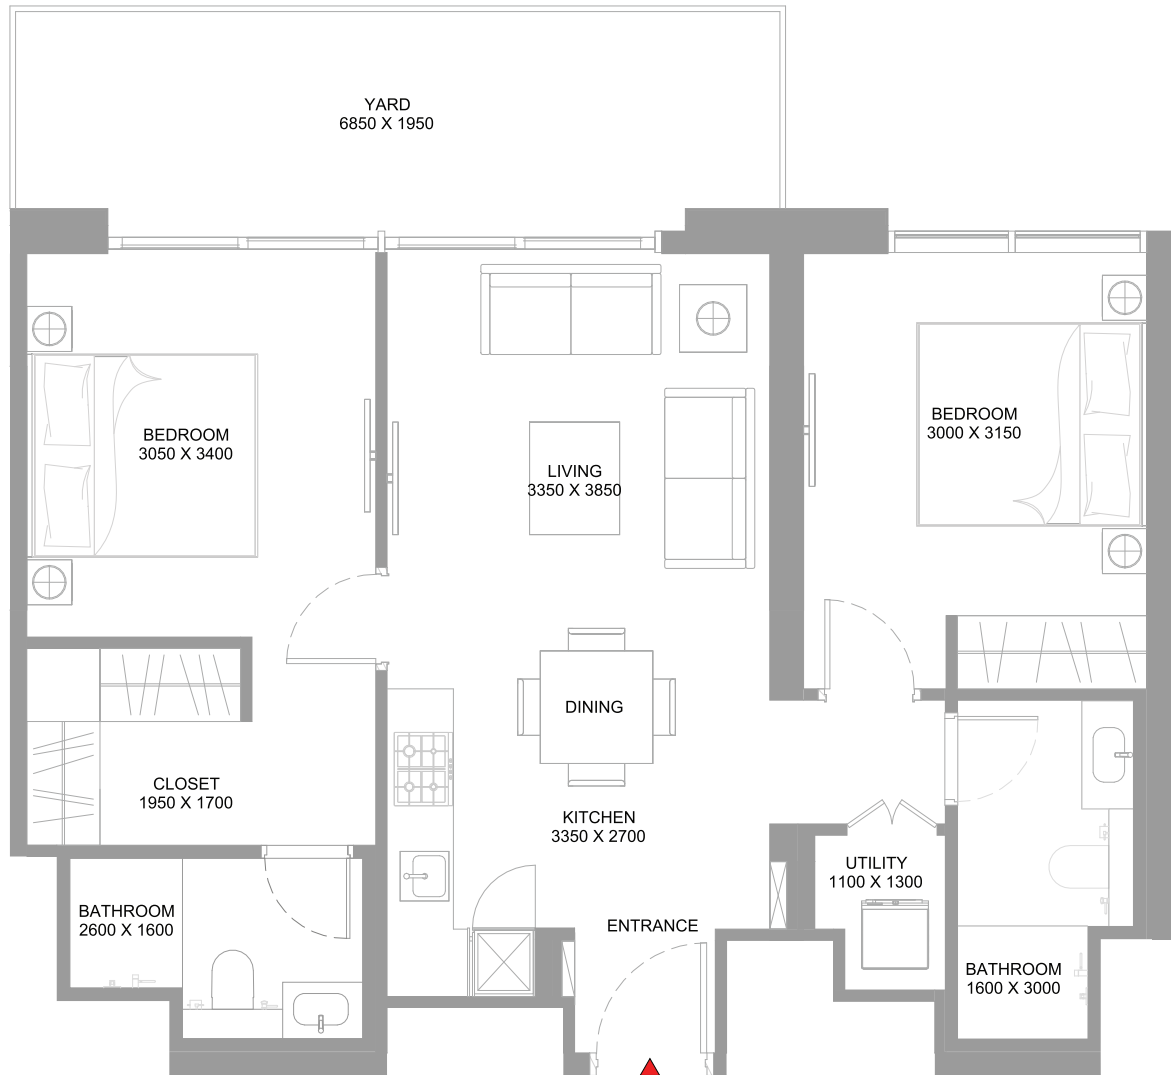 YARD
6850 X 1950
BEDROOM
3050 X 3400
LIVING
3350 X 3850
BEDROOM
3000 X 3150
DINING
CLOSET
1950 X 1700
KITCHEN
3350 X 2700
UTILITY
1100 X 1300
BATHROOM
2600 X 1600
ENTRANCE
BATHROOM
1600 X 3000